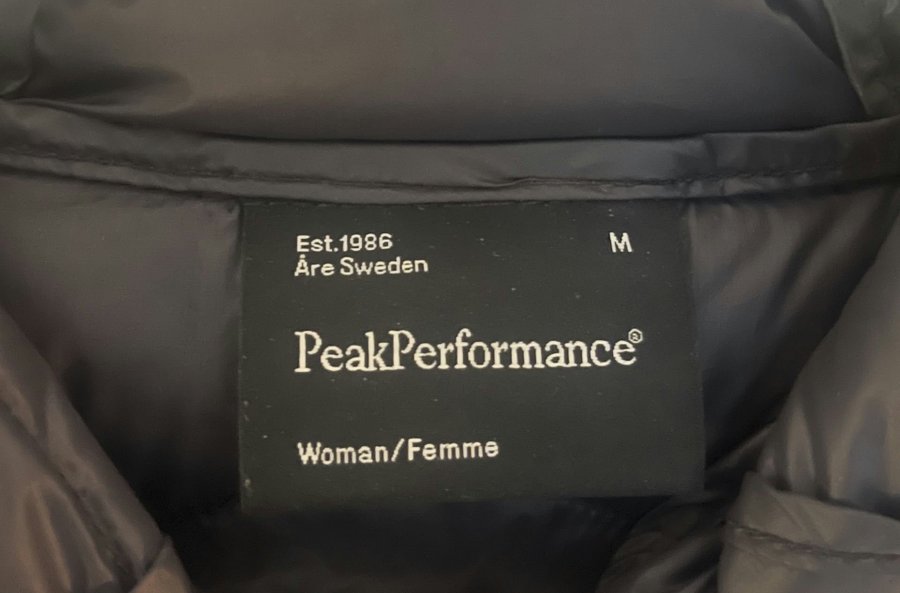 Est.1986
Åre Sweden
M
PeakPerformance®
Woman/Femme